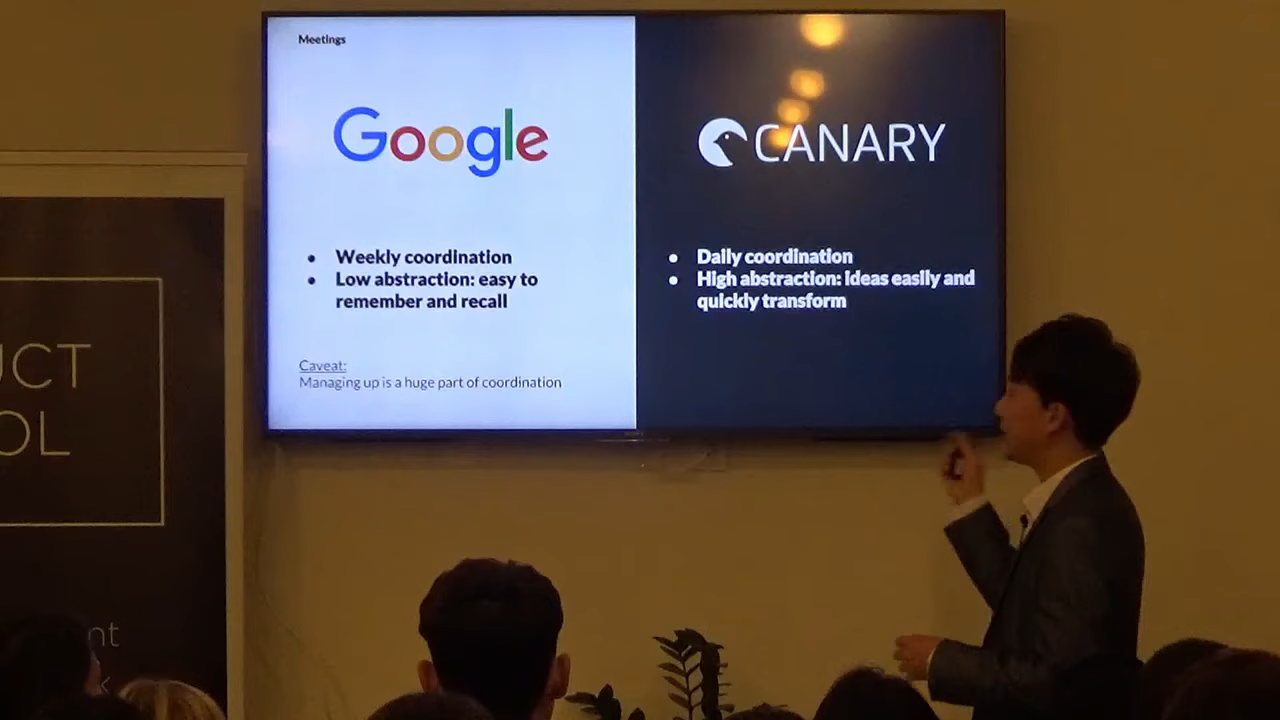 Meetings
Google
• Weekly coordination
• Low abstraction: easy to
remember and recall
Caveat:
Managing up is a huge part of coordination
CANARY
• Daily coordination
• High abstraction: ideas easily and
quickly transform
UCT
OL
nt